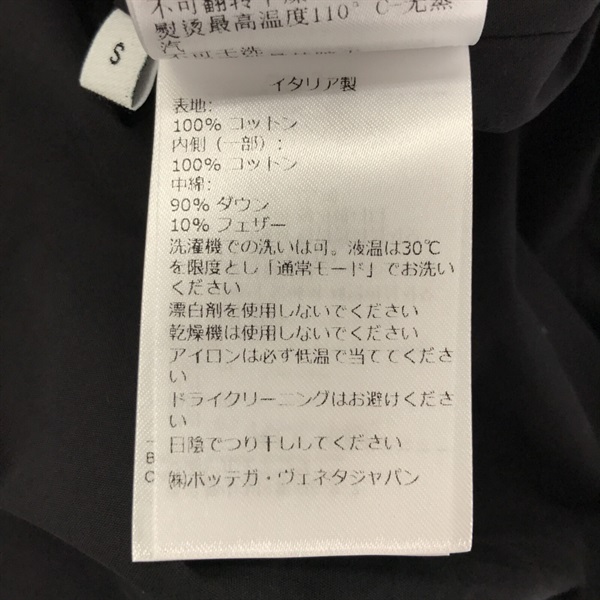 熨烫最高温度110°C-无蒸
汽
S
イタリア製
表地:
100% コットン
内側 (一部):
100% コットン
中綿:
90% ダウン
10% フェザー
洗濯機での洗いは可。液温は30℃
を限度とし「通常モード」でお洗い
ください
漂白剤を使用しないでください
乾燥機は使用しないでください
アイロンは必ず低温で当ててくださ
い
ドライクリーニングはお避けくださ
い
日陰でつり干ししてください
B
C
㈱ボッテガ・ヴェネタジャパン